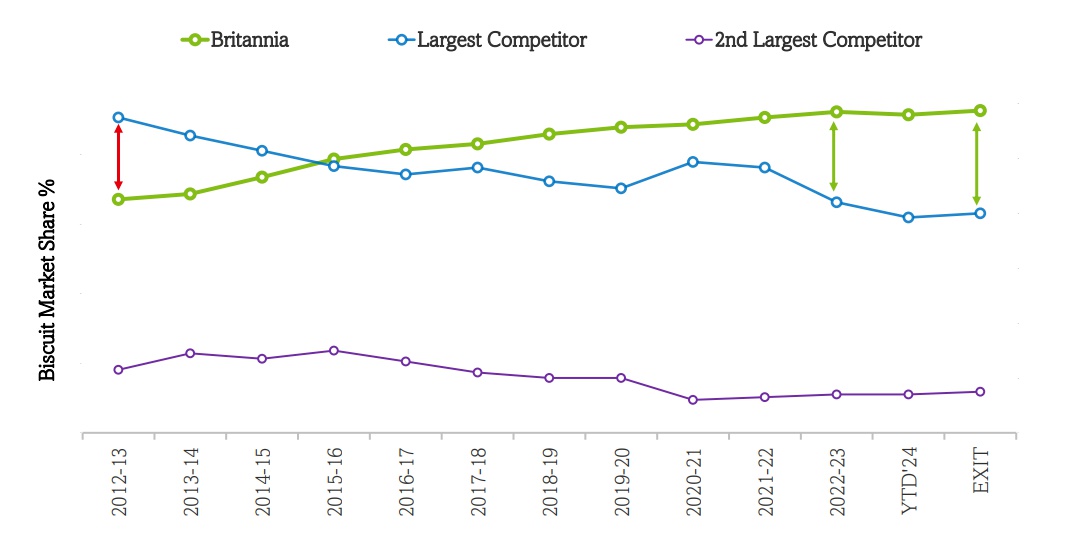 Britannia
Largest Competitor
2nd Largest Competitor
Biscuit Market Share %
2012-13
2013-14
2014-15
2015-16
2016-17
2017-18
2018-19
2019-20
2020-21
2021-22
2022-23
YTD'24
EXIT